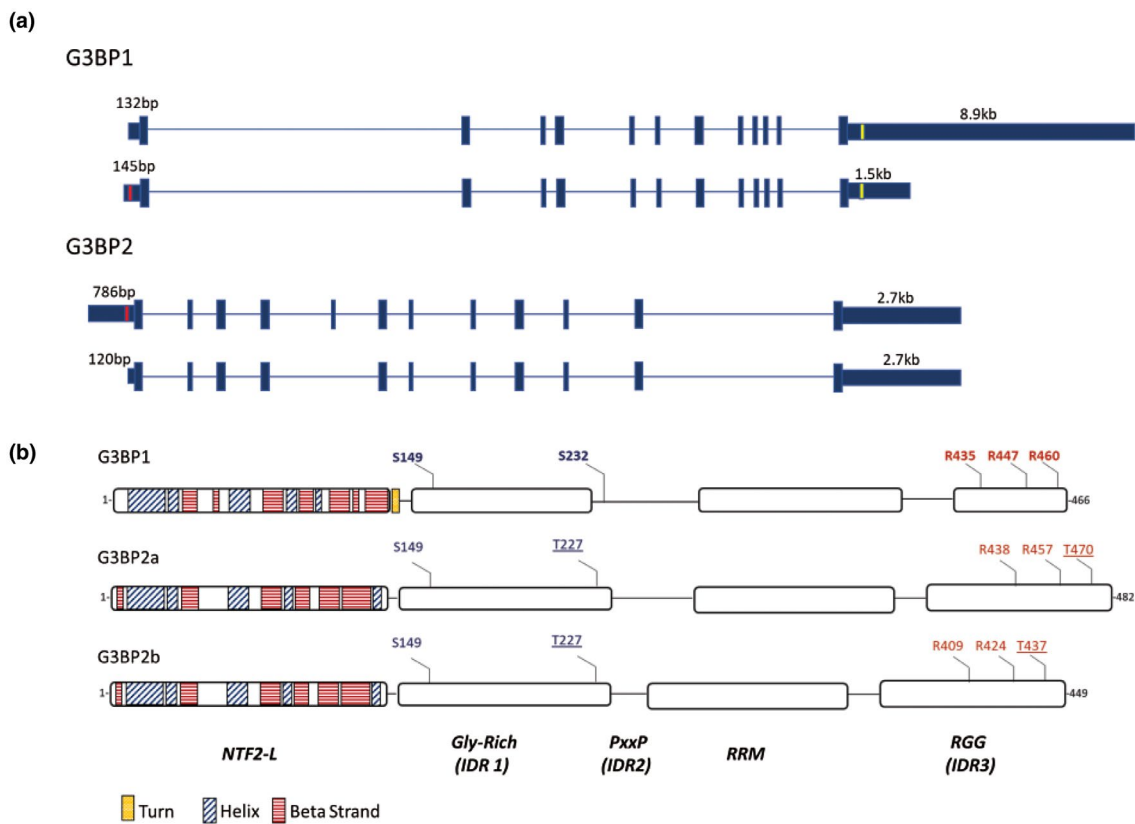 (a)
G3BP1
132bp
8.9kb
145bp
1.5kb
G3BP2
786bp
2.7kb
120bp
2.7kb
(b)
G3BP1
S149
S232
R435 R447 R460
1-
-466
G3BP2a
S149
T227
R438 R457 T470
1-
-482
G3BP2b
S149
T227
R409 R424 T437
1-
-449
NTF2-L
Gly-Rich
(IDR 1)
PxxP
(IDR2)
RRM
RGG
(IDR3)
Turn Helix Beta Strand